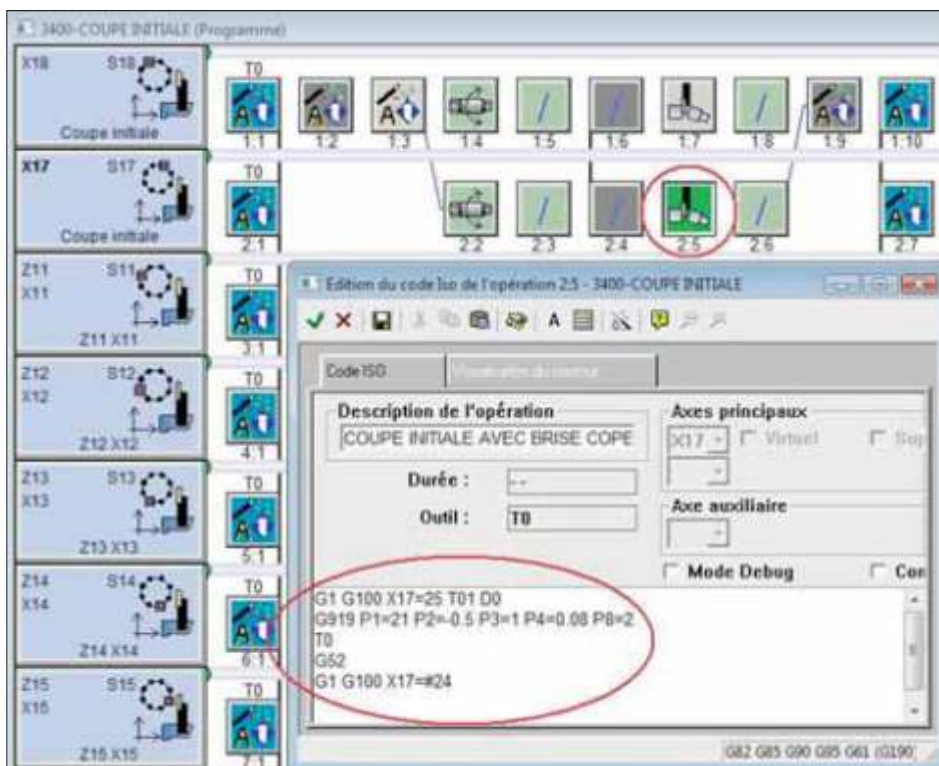 3400-COUPE INITIALE (Programme)
X18 S18
Coupe initiale
T0
1:1 1:2 1:3 1:4 1:5 1:6 1:7 1:8 1:9 1:10
X17 S17
Coupe initiale
T0
2:1 2:2 2:3 2:4 2:5 2:6 2:7
Z11 S11
X11
Z11 X11
T0
3:1
Z12 S12
X12
Z12 X12
T0
4:1
Z13 S13
X13
Z13 X13
T0
5:1
Z14 S14
X14
Z14 X14
T0
6:1
Z15 S15
X15
Z15 X15
T0
7:1
Edition du code Iso de l'opération 2:5 - 3400-COUPE INITIALE
Code ISO
Description de l'opération
COUPE INITIALE AVEC BRISE COPE
Durée :
--
Outil :
T0
Axes principaux
X17
Virtuel
Sup
Axe auxiliaire
Mode Debug
Con
G1 G100 X17=25 T01 D0
G919 P1=21 P2=-0.5 P3=1 P4=0.08 P8=2
T0
G52
G1 G100 X17=#24
G82 G85 G90 G95 G61 (G190)